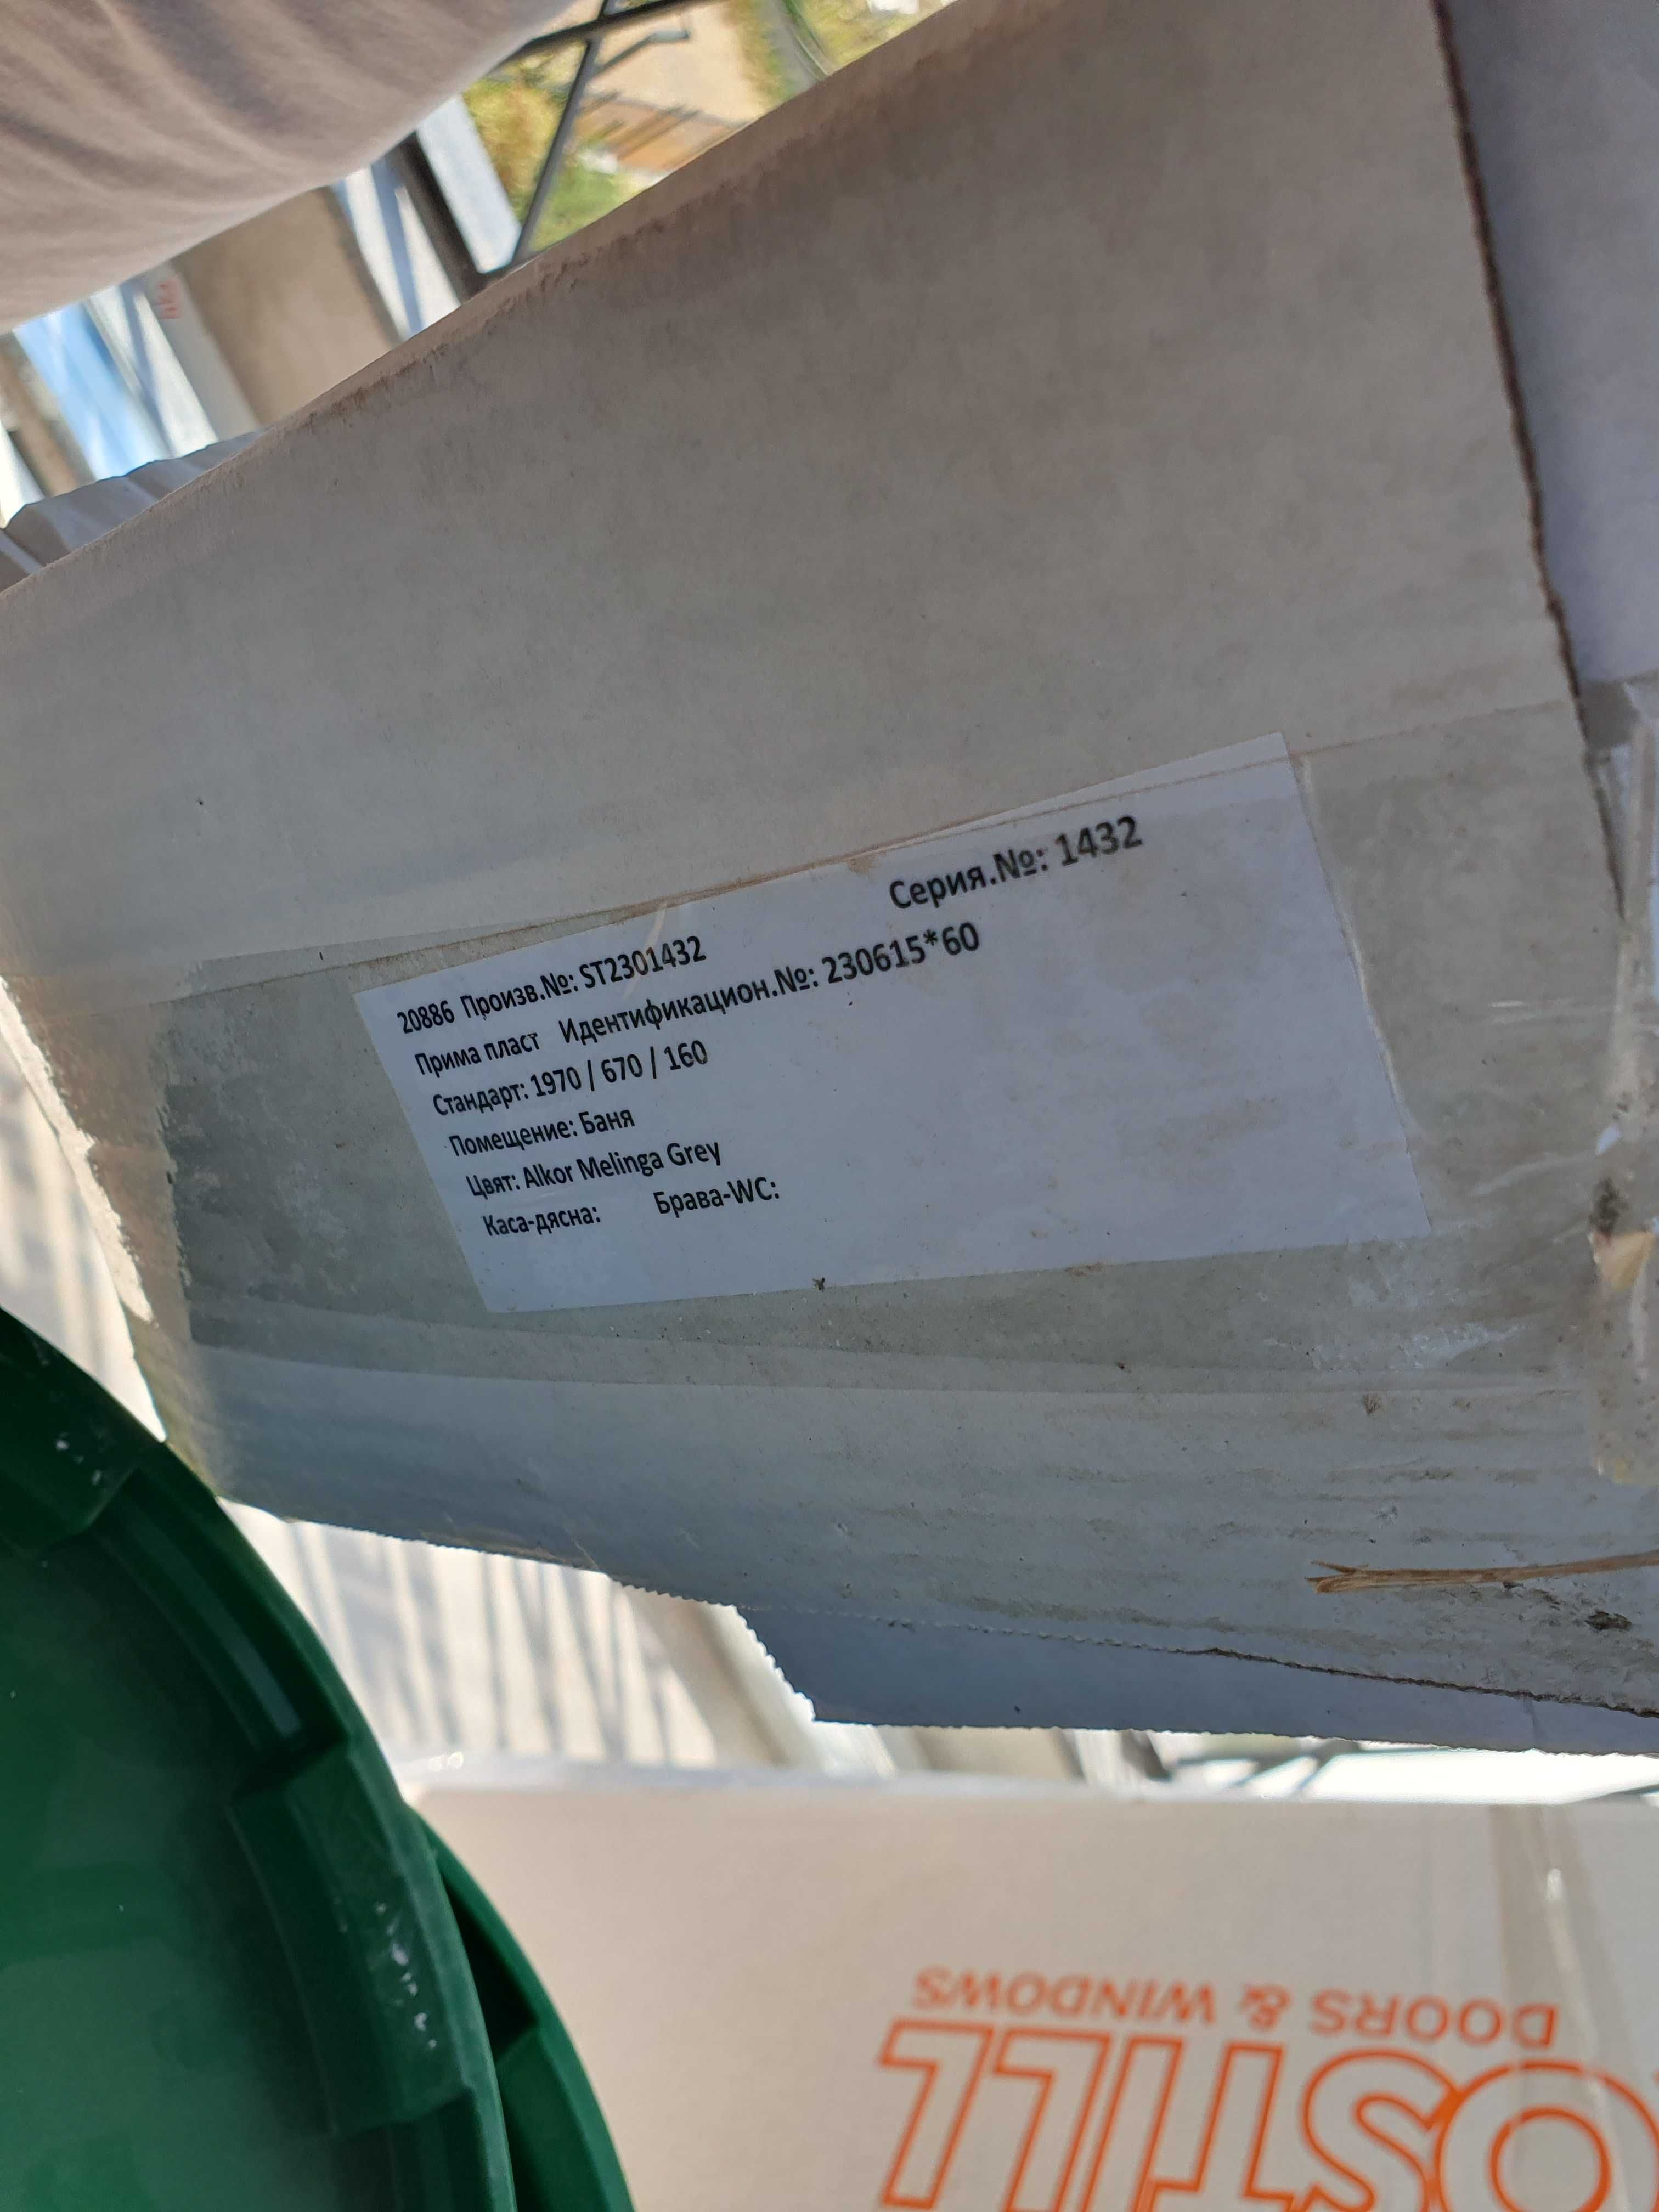 Серия.№: 1432
20886 Произв.№: ST2301432
Прима пласт Идентификацион.№: 230615*60
Стандарт: 1970 / 670 / 160
Помещение: Баня
Цвят: Alkor Melinga Grey
Каса-дясна: Брава-WC:
DOORS & WINDOWS